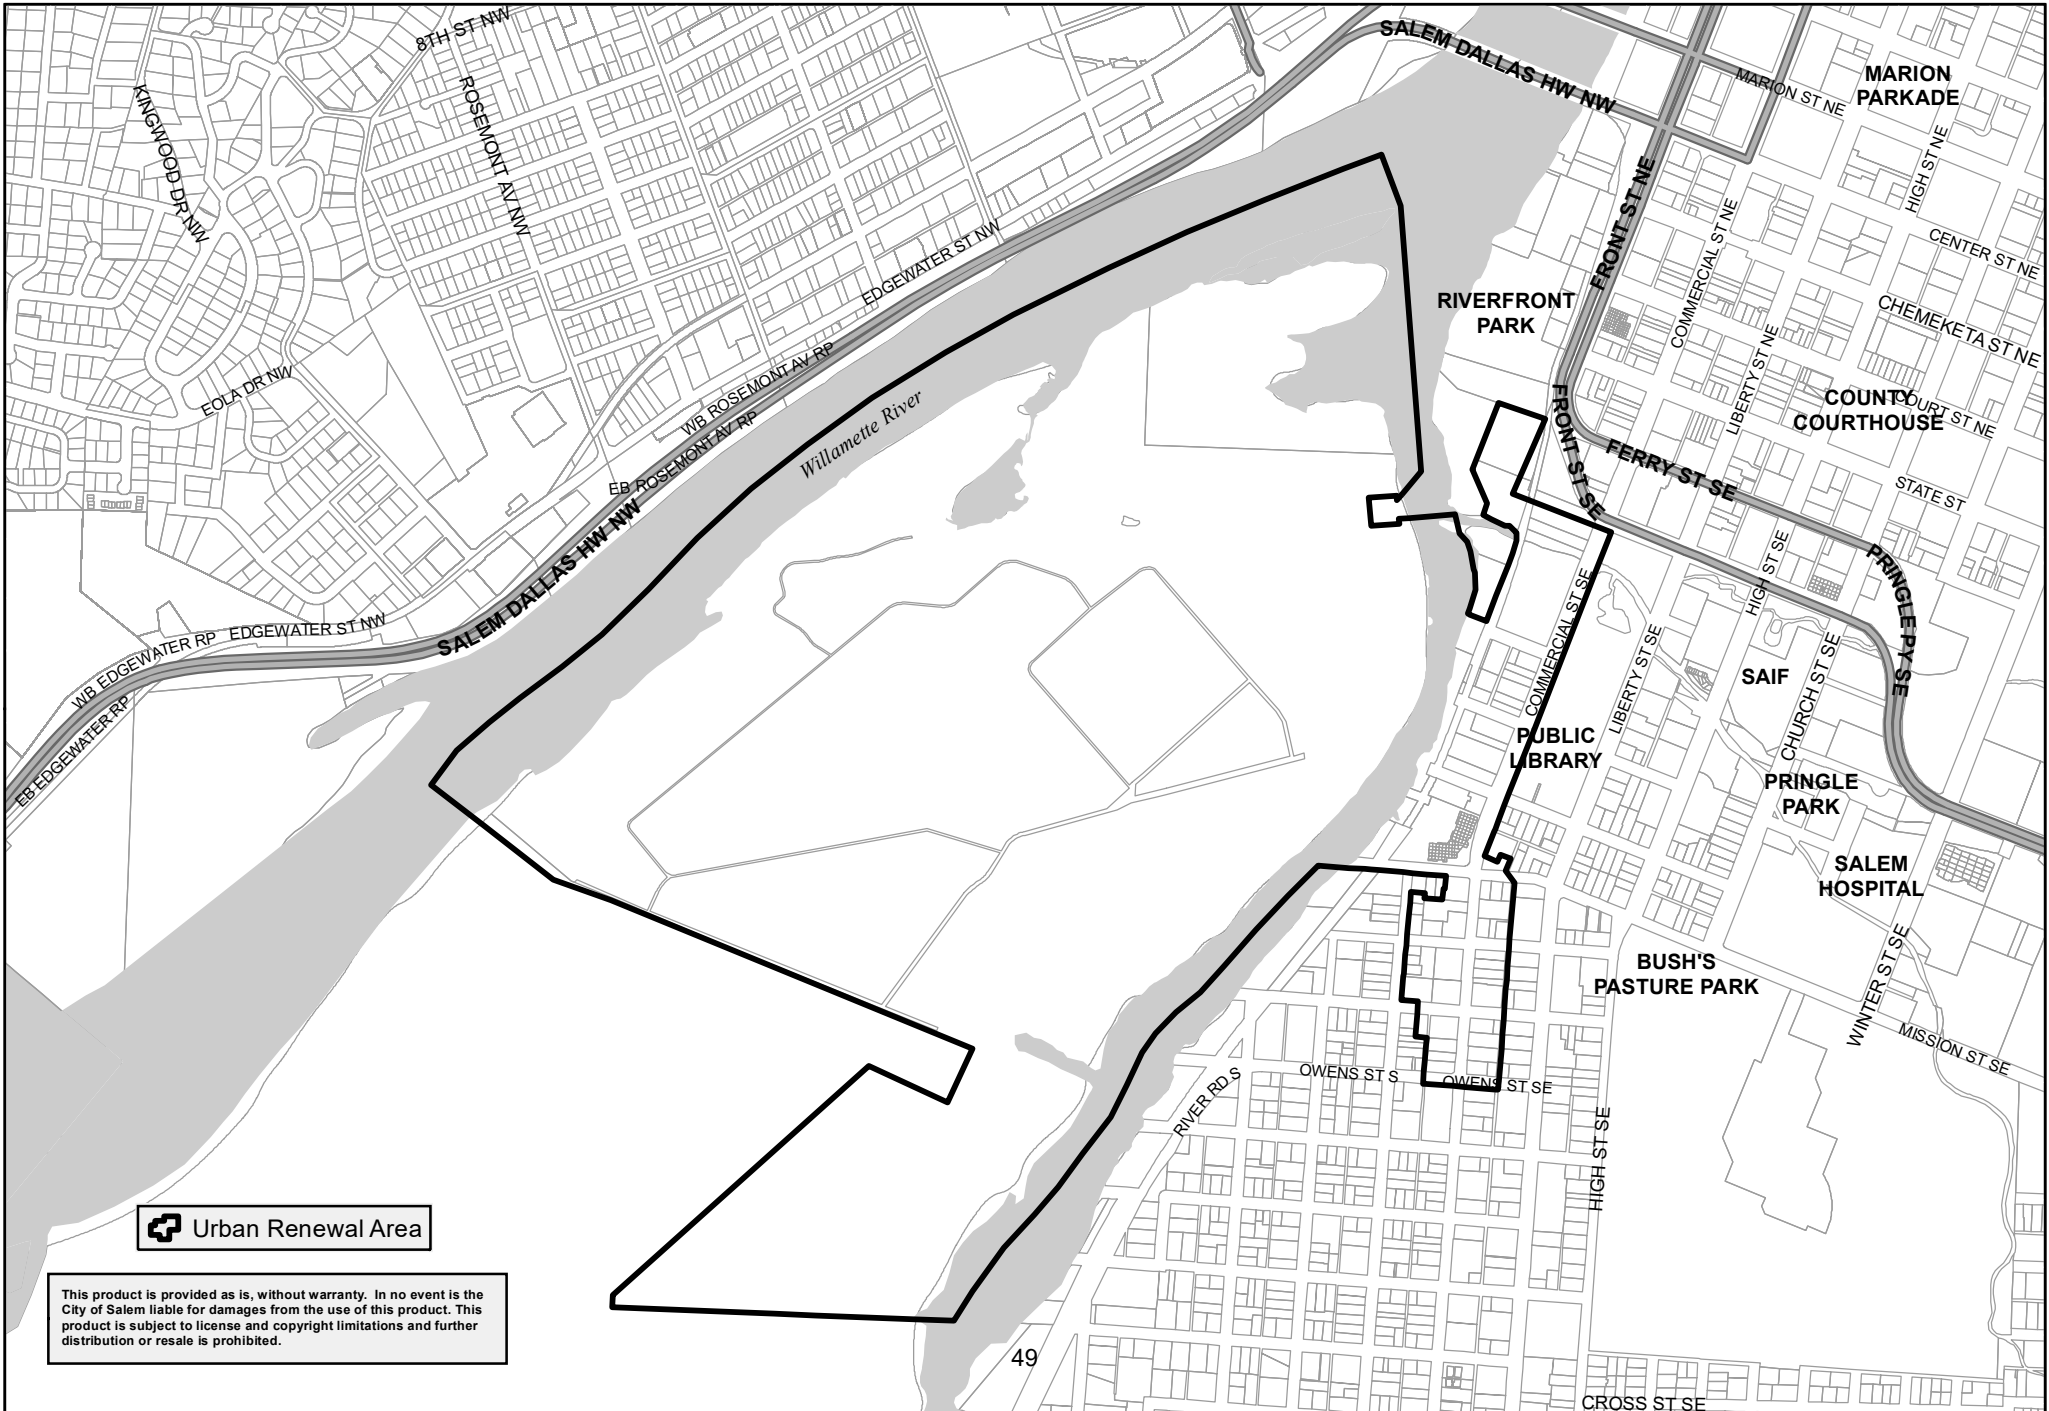 8TH ST NW
SALEM DALLAS HW NW
MARION ST NE
MARION
PARKADE
KINGWOOD DR NW
ROSEMONT AV NW
HIGH ST NE
FRONT ST NE
COMMERCIAL ST NE
CENTER ST NE
EDGEWATER ST NW
RIVERFRONT
PARK
CHEMEKETA ST NE
LIBERTY ST NE
WB ROSEMONT AV RP
EOLA DR NW
COUNTY
COURTHOUSE
COURT ST NE
Willamette River
FRONT ST SE
FERRY ST SE
EB ROSEMONT AV RP
STATE ST
SALEM DALLAS HW NW
HIGH ST SE
PRINGLE PY SE
COMMERCIAL ST SE
WB EDGEWATER RP
EDGEWATER ST NW
LIBERTY ST SE
SAIF
CHURCH ST SE
EB EDGEWATER RP
PUBLIC
LIBRARY
PRINGLE
PARK
SALEM
HOSPITAL
BUSH'S
PASTURE PARK
WINTER ST SE
MISSION ST SE
OWENS ST S
OWENS ST SE
RIVER RD S
HIGH ST SE
Urban Renewal Area
This product is provided as is, without warranty. In no event is the
City of Salem liable for damages from the use of this product. This
product is subject to license and copyright limitations and further
distribution or resale is prohibited.
49
CROSS ST SE